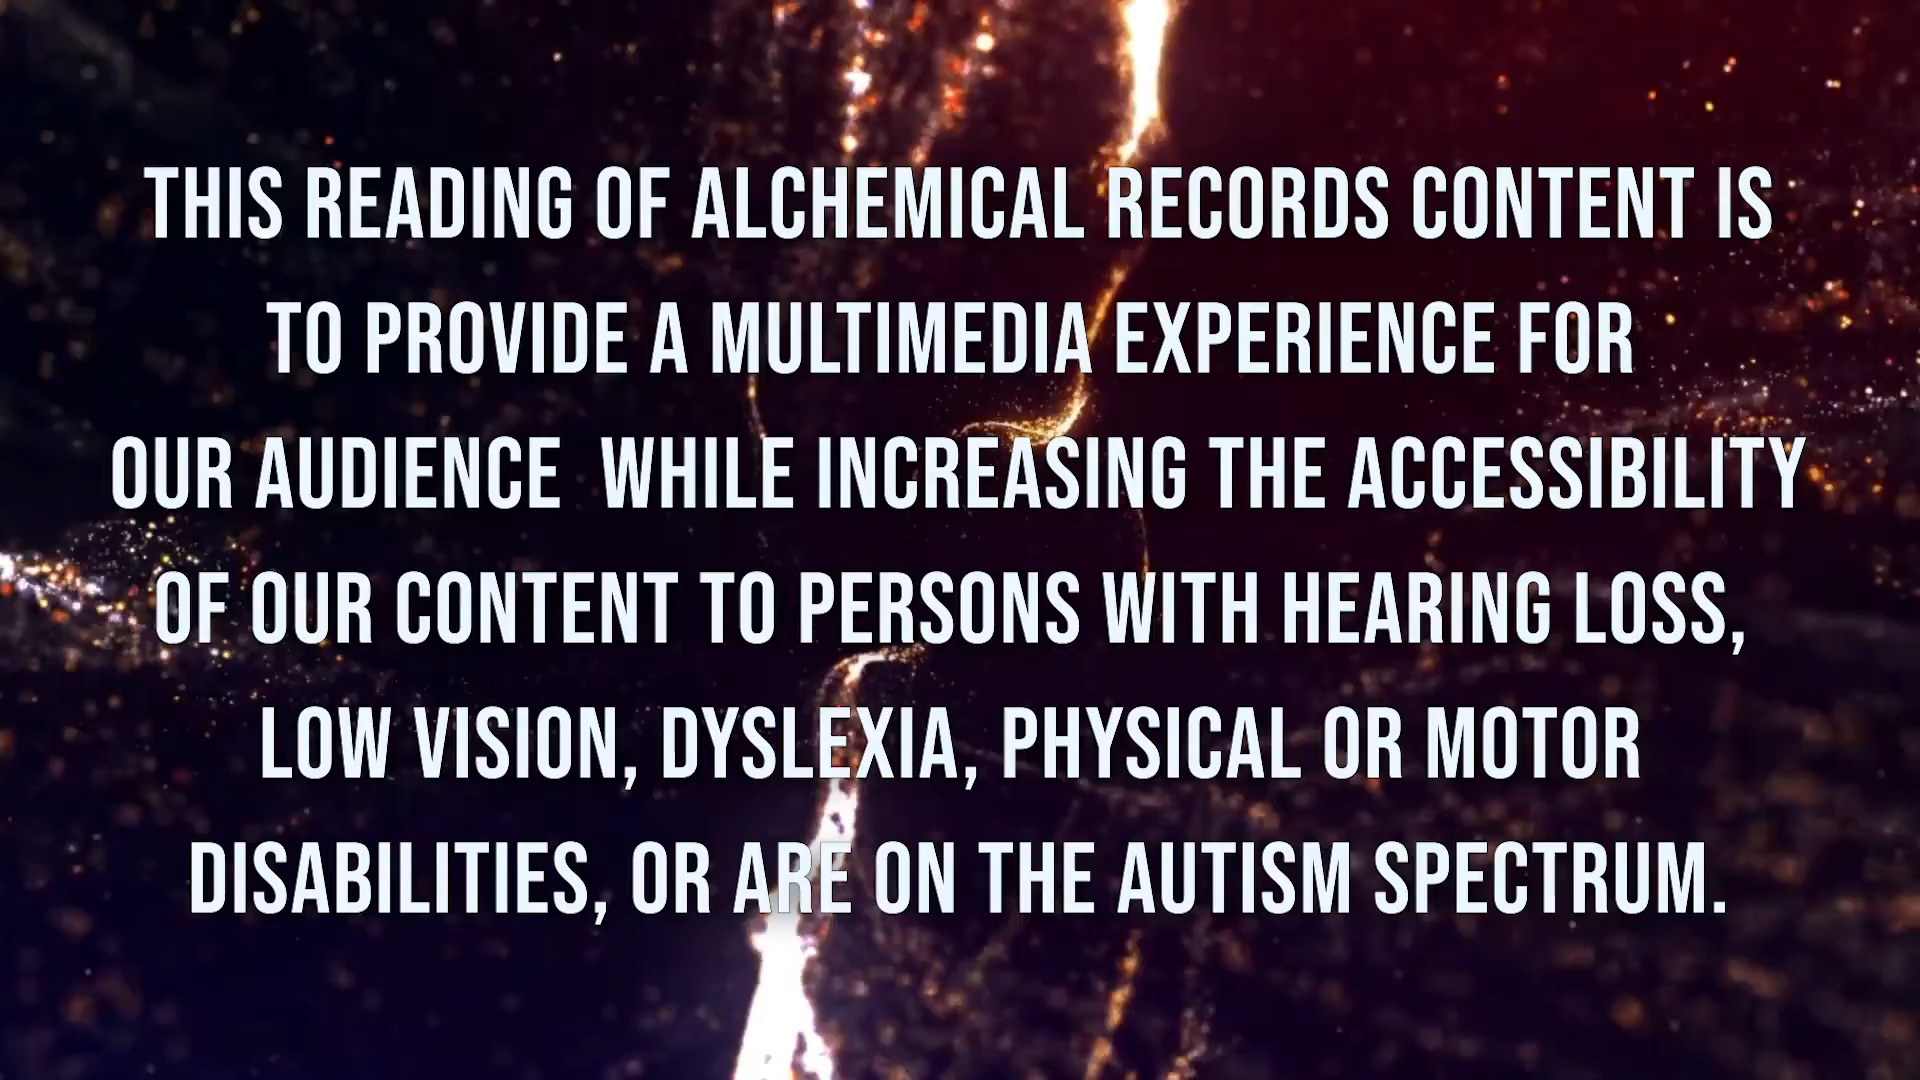 THIS READING OF ALCHEMICAL RECORDS CONTENT IS
TO PROVIDE A MULTIMEDIA EXPERIENCE FOR
OUR AUDIENCE  WHILE INCREASING THE ACCESSIBILITY
OF OUR CONTENT TO PERSONS WITH HEARING LOSS,
LOW VISION, DYSLEXIA, PHYSICAL OR MOTOR
DISABILITIES, OR ARE ON THE AUTISM SPECTRUM.